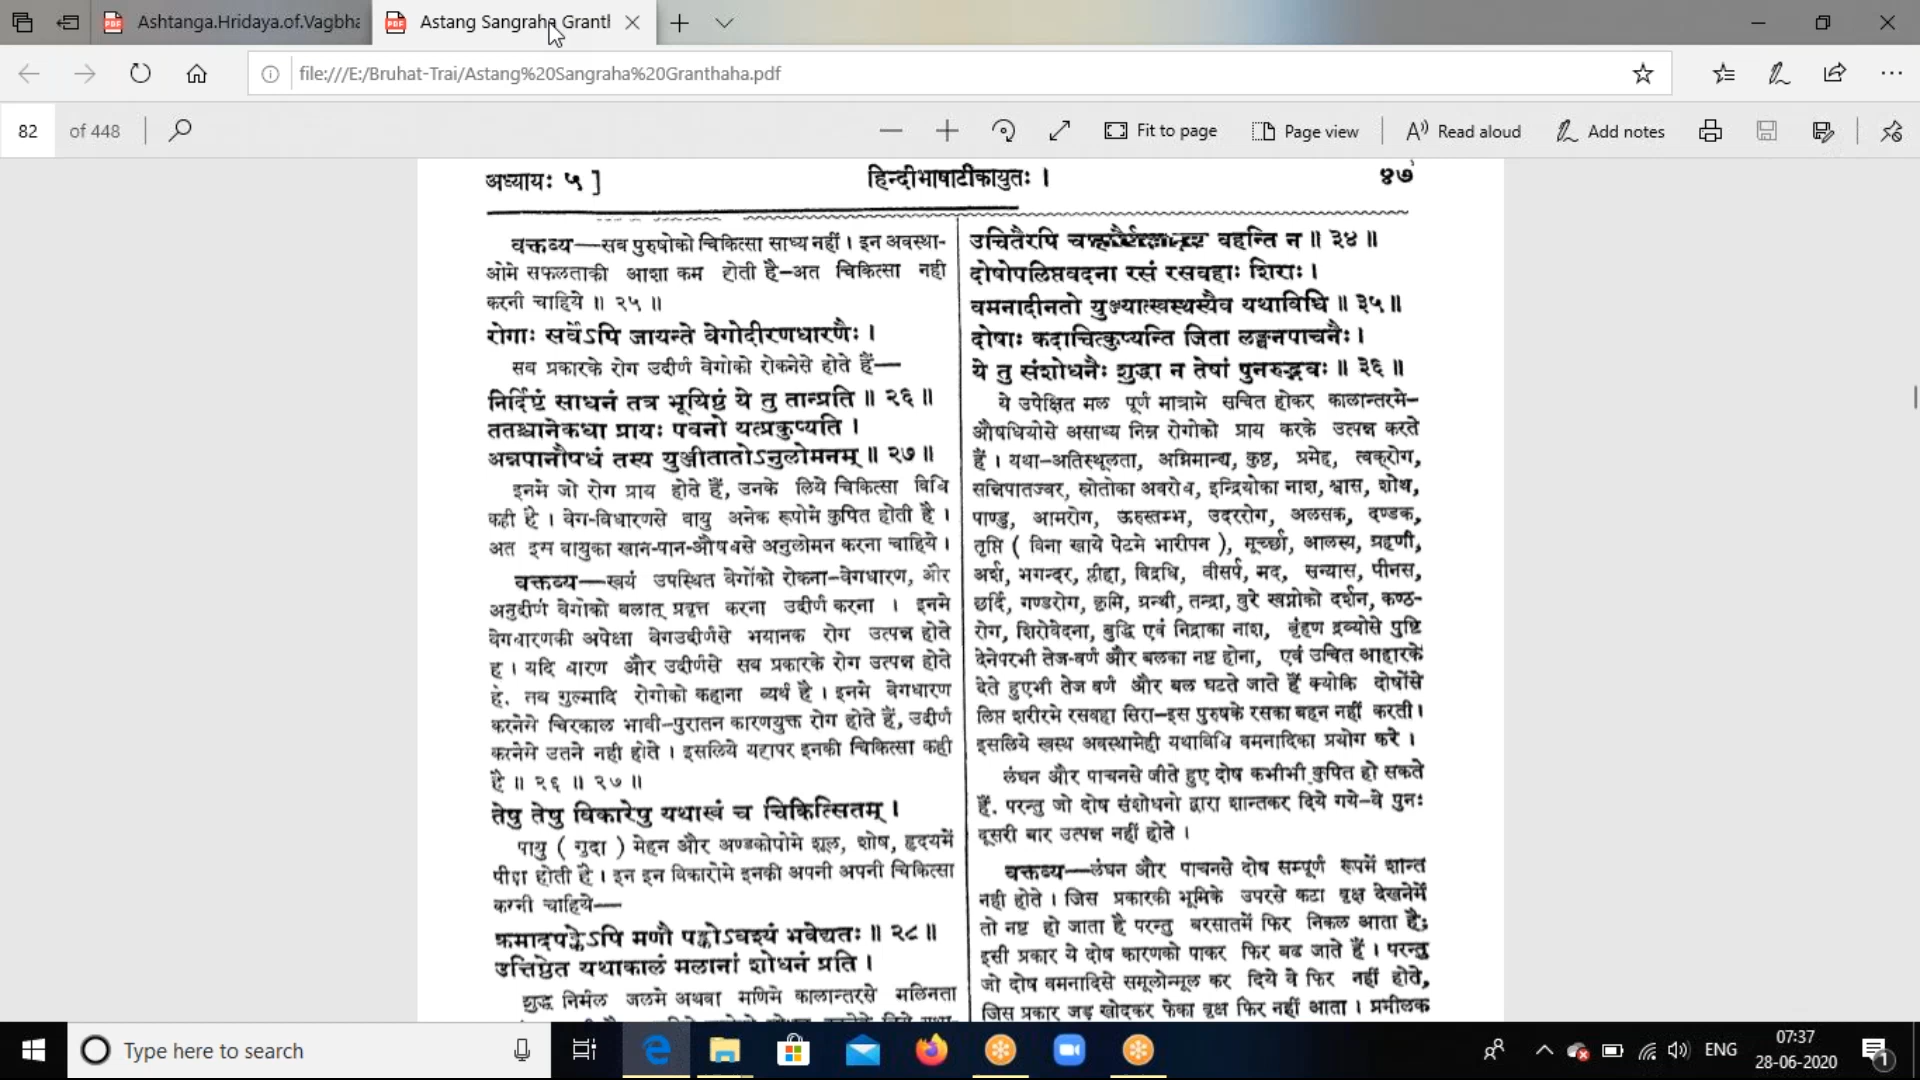 Ashtanga.Hridaya.of.Vagbha
Astang Sangraha Granth
file:///E:/Bruhat-Trai/Astang%20Sangraha%20Granthaha.pdf
82 of 448
Fit to page
Page view
Read aloud
Add notes
अध्यायः ५ ] हिन्दीभाषाटीकायुतः । ४७
वक्तव्य—सब पुरुषोको चिकित्सा साध्य नहीं । इन अवस्था-
ओमे सफलताकी आशा कम होती है–अत चिकित्सा नही
करनी चाहिये ॥ २५ ॥
रोगाः सर्वेऽपि जायन्ते वेगोदीरणधारणैः ।
सब प्रकारके रोग उदीर्ण वेगोको रोकनेसे होते हैं—
निर्दिष्टं साधनं तत्र भूयिष्ठं ये तु तान्प्रति ॥ २६ ॥
ततश्चानेकधा प्रायः पवनो यत्प्रकुप्यति ।
अन्नपानौषधं तस्य युञ्जीतातोऽनुलोमनम् ॥ २७ ॥
इनमे जो रोग प्राय होते हैं, उनके लिये चिकित्सा विधि
कही है । वेग-विधारणसे वायु अनेक रूपोमे कुपित होती है ।
अत इस वायुका खान-पान-औषधसे अनुलोमन करना चाहिये ।
वक्तव्य—स्वयं उपस्थित वेगोंको रोकना–वेगधारण, और
अनुदीर्ण वेगोको बलात् प्रवृत्त करना उदीर्ण करना । इनमे
वेगधारणकी अपेक्षा वेगउदीर्णसे भयानक रोग उत्पन्न होते
ह । यदि धारण और उदीर्णसे सब प्रकारके रोग उत्पन्न होते
हे. तब गुल्मादि रोगोको कहाना व्यर्थ है । इनमे वेगधारण
करनेसे चिरकाल भावी–पुरातन कारणयुक्त रोग होते हैं, उदीर्ण
करनेमे उतने नही होते । इसलिये यहापर इनकी चिकित्सा कही
है ॥ २६ ॥ २७ ॥
तेषु तेषु विकारेषु यथास्वं च चिकित्सितम् ।
पायु ( गुदा ) मेहन और अण्डकोषोमे शूल, शोष, हृदयमें
पीडा होती है । इन इन विकारोमे इनकी अपनी अपनी चिकित्सा
करनी चाहिये—
क्रमादपङ्केऽपि मणौ पङ्कोऽवश्यं भवेद्यतः ॥ २८ ॥
उत्तिष्ठेत यथाकालं मलानां शोधनं प्रति ।
शुद्ध निर्मल जलमे अथवा मणिमे कालान्तरसे मलिनता
उचितैरपि वहन्ति न ॥ ३४ ॥
दोषोपलिप्तवदना रसं रसवहाः शिराः ।
वमनादीनतो युञ्ज्यात्स्वस्थस्यैव यथाविधि ॥ ३५ ॥
दोषाः कदाचित्कुप्यन्ति जिता लङ्घनपाचनैः ।
ये तु संशोधनैः शुद्धा न तेषां पुनरुद्भवः ॥ ३६ ॥
ये उपेक्षित मल पूर्ण मात्रामे सचित होकर कालान्तरमे–
औषधियोसे असाध्य निम्न रोगोको प्राय करके उत्पन्न करते
हैं । यथा–अतिस्थूलता, अग्निमान्द्य, कुष्ठ, प्रमेह, त्वक्‌रोग,
सन्निपातज्वर, स्रोतोका अवरोध, इन्द्रियोका नाश, श्वास, शोथ,
पाण्डु, आमरोग, ऊरुस्तम्भ, उदररोग, अलसक, दण्डक,
तृप्ति ( बिना खाये पेटमे भारीपन ), मूर्च्छा, आलस्य, ग्रहणी,
अर्श, भगन्दर, प्लीहा, विद्रधि, वीसर्प, मद, सन्यास, पीनस,
छर्दि, गण्डरोग, कृमि, ग्रन्थी, तन्द्रा, बुरे स्वप्नोको दर्शन, कण्ठ-
रोग, शिरोवेदना, बुद्धि एवं निद्राका नाश, बृंहण द्रव्योसे पुष्टि
देनेपरभी तेज-वर्ण और बलका नष्ट होना, एवं उचित आहारके
देते हुएभी तेज वर्ण और बल घटते जाते हैं क्योकि दोषोंसे
लिप्त शरीरमे रसवहा सिरा–इस पुरुषके रसका बहन नहीं करती ।
इसलिये स्वस्थ अवस्थामेही यथाविधि वमनादिका प्रयोग करे ।
लंघन और पाचनसे जीते हुए दोष कभीभी कुपित हो सकते
हैं. परन्तु जो दोष संशोधनो द्वारा शान्तकर दिये गये–वे पुनः
दूसरी बार उत्पन्न नहीं होते ।
वक्तव्य—लंघन और पाचनसे दोष सम्पूर्ण रूपमें शान्त
नही होते । जिस प्रकारकी भूमिके उपरसे कटा वृक्ष देखनेमें
तो नष्ट हो जाता है परन्तु बरसातमें फिर निकल आता है;
इसी प्रकार ये दोष कारणको पाकर फिर बढ जाते हैं । परन्तु
जो दोष वमनादिसे समूलोन्मूल कर दिये वे फिर नहीं होते,
जिस प्रकार जड़ खोदकर फेका वृक्ष फिर नहीं आता । प्रमीलक
Type here to search
ENG
07:37
28-06-2020
1